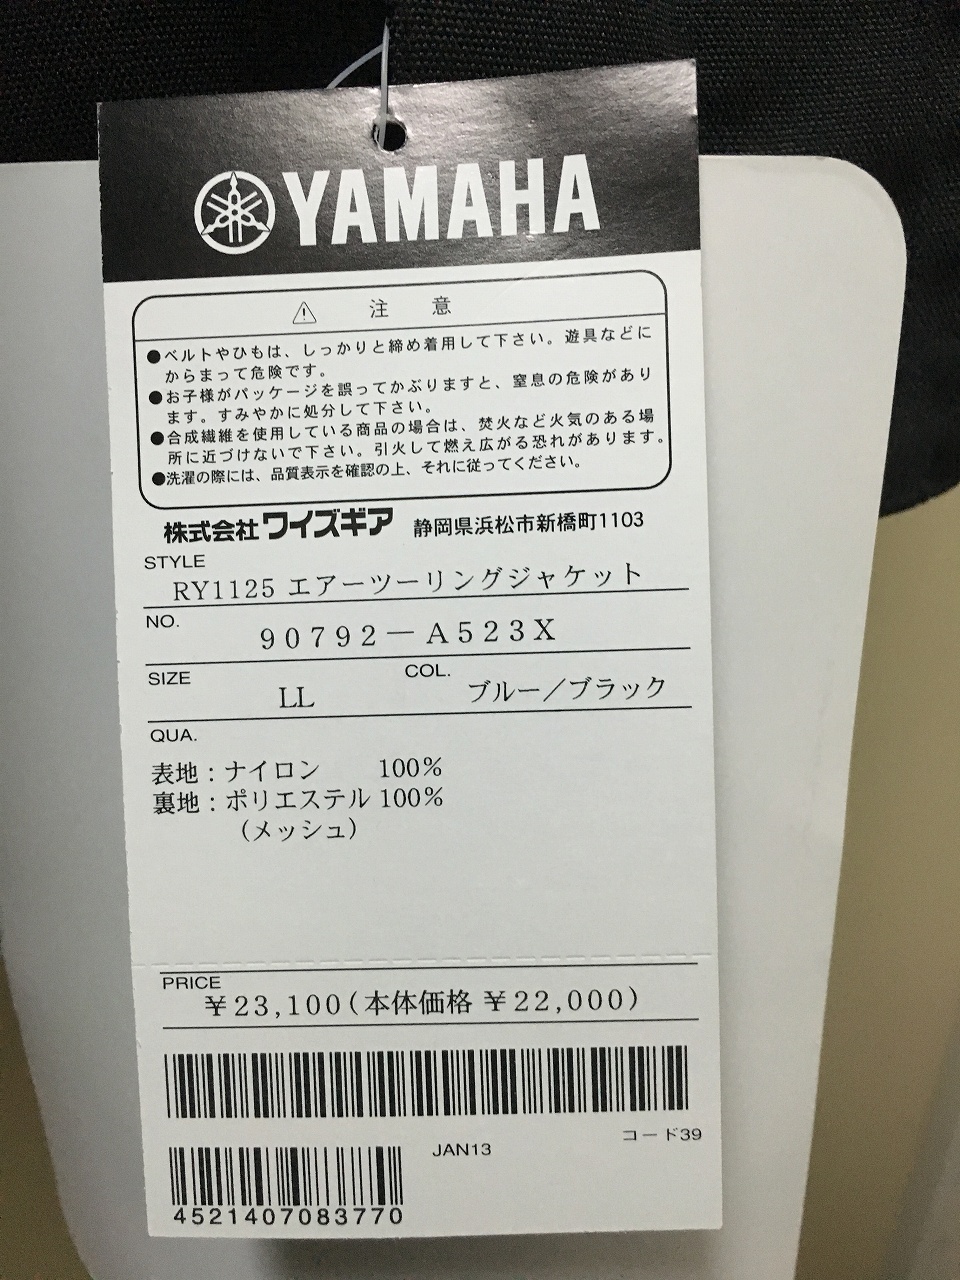 YAMAHA
⚠ 注意
●ベルトやひもは、しっかりと締め着用して下さい。遊具などに
からまって危険です。
●お子様がパッケージを誤ってかぶりますと、窒息の危険があり
ます。すみやかに処分して下さい。
●合成繊維を使用している商品の場合は、焚火など火気のある場
所に近づけないで下さい。引火して燃え広がる恐れがあります。
●洗濯の際には、品質表示を確認の上、それに従ってください。
株式会社ワイズギア 静岡県浜松市新橋町1103
STYLE
RY1125 エアーツーリングジャケット
NO.
90792-A523X
SIZE COL.
LL ブルー／ブラック
QUA.
表地：ナイロン 100%
裏地：ポリエステル 100%
（メッシュ）
PRICE
¥23,100(本体価格 ¥22,000)
コード39
JAN13
4521407083770